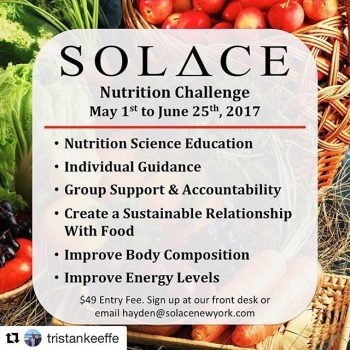 SOLΔCE
Nutrition Challenge
May 1st to June 25th, 2017
• Nutrition Science Education
• Individual Guidance
• Group Support & Accountability
• Create a Sustainable Relationship
With Food
• Improve Body Composition
• Improve Energy Levels
$49 Entry Fee. Sign up at our front desk or
email hayden@solacenewyork.com
tristankeeffe